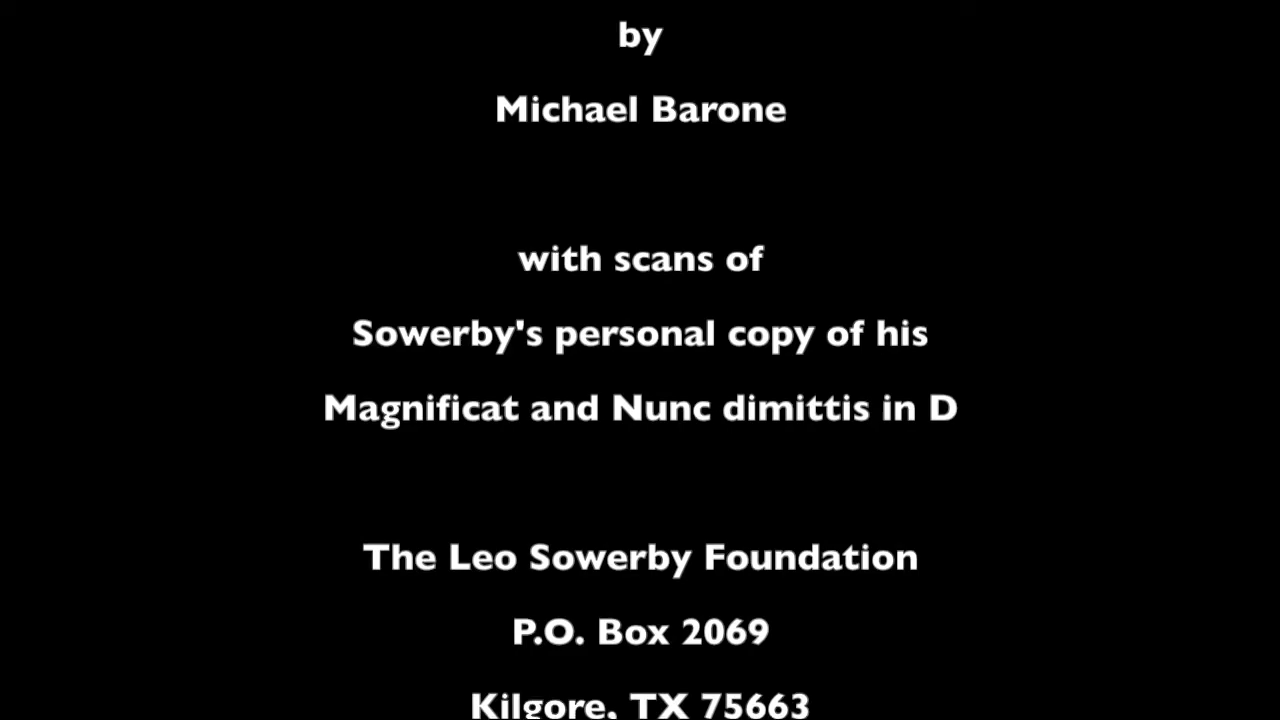 by
Michael Barone
with scans of
Sowerby's personal copy of his
Magnificat and Nunc dimittis in D
The Leo Sowerby Foundation
P.O. Box 2069
Kilgore, TX 75663